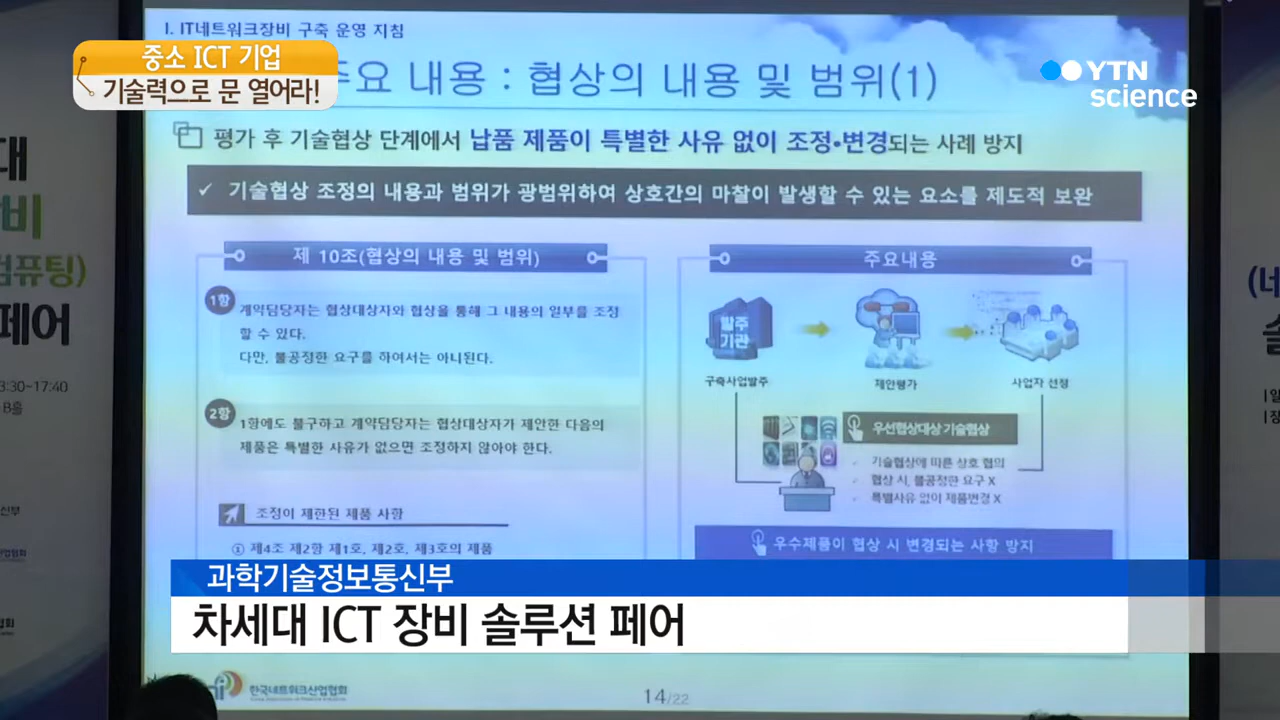 I. IT네트워크장비 구축 운영 지침
중소 ICT 기업
기술력으로 문 열어라!
요 내용 : 협상의 내용 및 범위(1)
YTN
science
평가 후 기술협상 단계에서 납품 제품이 특별한 사유 없이 조정•변경되는 사례 방지
✓ 기술협상 조정의 내용과 범위가 광범위하여 상호간의 마찰이 발생할 수 있는 요소를 제도적 보완
제 10조(협상의 내용 및 범위)
1항
계약담당자는 협상대상자와 협상을 통해 그 내용의 일부를 조정
할 수 있다.
다만, 불공정한 요구를 하여서는 아니된다.
2항
1항에도 불구하고 계약담당자는 협상대상자가 제안한 다음의
제품은 특별한 사유가 없으면 조정하지 않아야 한다.
조정이 제한된 제품 사항
① 제4조 제2항 제1호, 제2호, 제3호의 제품
주요내용
발주
기관
구축사업발주
제안평가
사업자 선정
우선협상대상 기술협상
기술협상에 따른 상호 협의
협상 시, 불공정한 요구 X
특별사유 없이 제품변경 X
우수제품이 협상 시 변경되는 사항 방지
과학기술정보통신부
차세대 ICT 장비 솔루션 페어
한국네트워크산업협회
14/22
대
비
컴퓨팅)
페어
3:30~17:40
B홀
신부
산업협회
협회
(너
솔